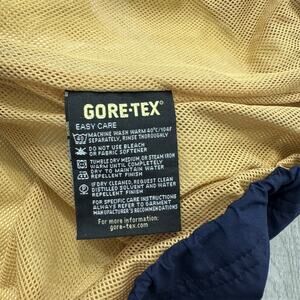 GORE-TEX®
EASY CARE
MACHINE WASH WARM 40°C/104F
SEPARATELY, RINSE THOROUGHLY
DO NOT USE BLEACH
OR FABRIC SOFTENER
TUMBLE DRY MEDIUM, OR STEAM IRON
WARM UNTIL COMPLETELY
DRY TO MAINTAIN WATER
REPELLENT FINISH
IF DRY CLEANED, REQUEST CLEAN
DISTILLED SOLVENT AND WATER
REPELLENT FINISH
FOR SPECIFIC CARE INSTRUCTIONS
ALWAYS REFER TO GARMENT
MANUFACTURER'S RECOMMENDATIONS
For more information:
gore-tex.com